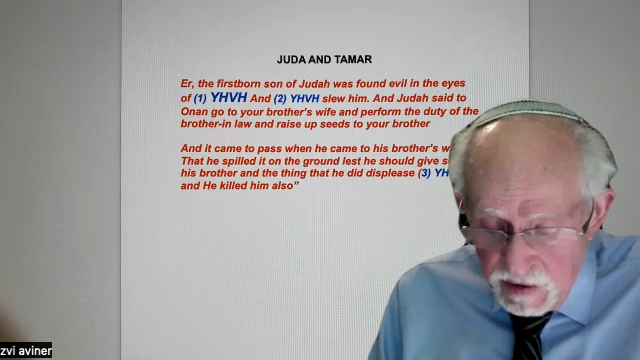 JUDA AND TAMAR
Er, the firstborn son of Judah was found evil in the eyes
of (1) YHVH And (2) YHVH slew him. And Judah said to
Onan go to your brother's wife and perform the duty of the
brother-in law and raise up seeds to your brother
And it came to pass when he came to his brother's
That he spilled it on the ground lest he should give
his brother and the thing that he did displease (3)
and He killed him also"
zvi aviner